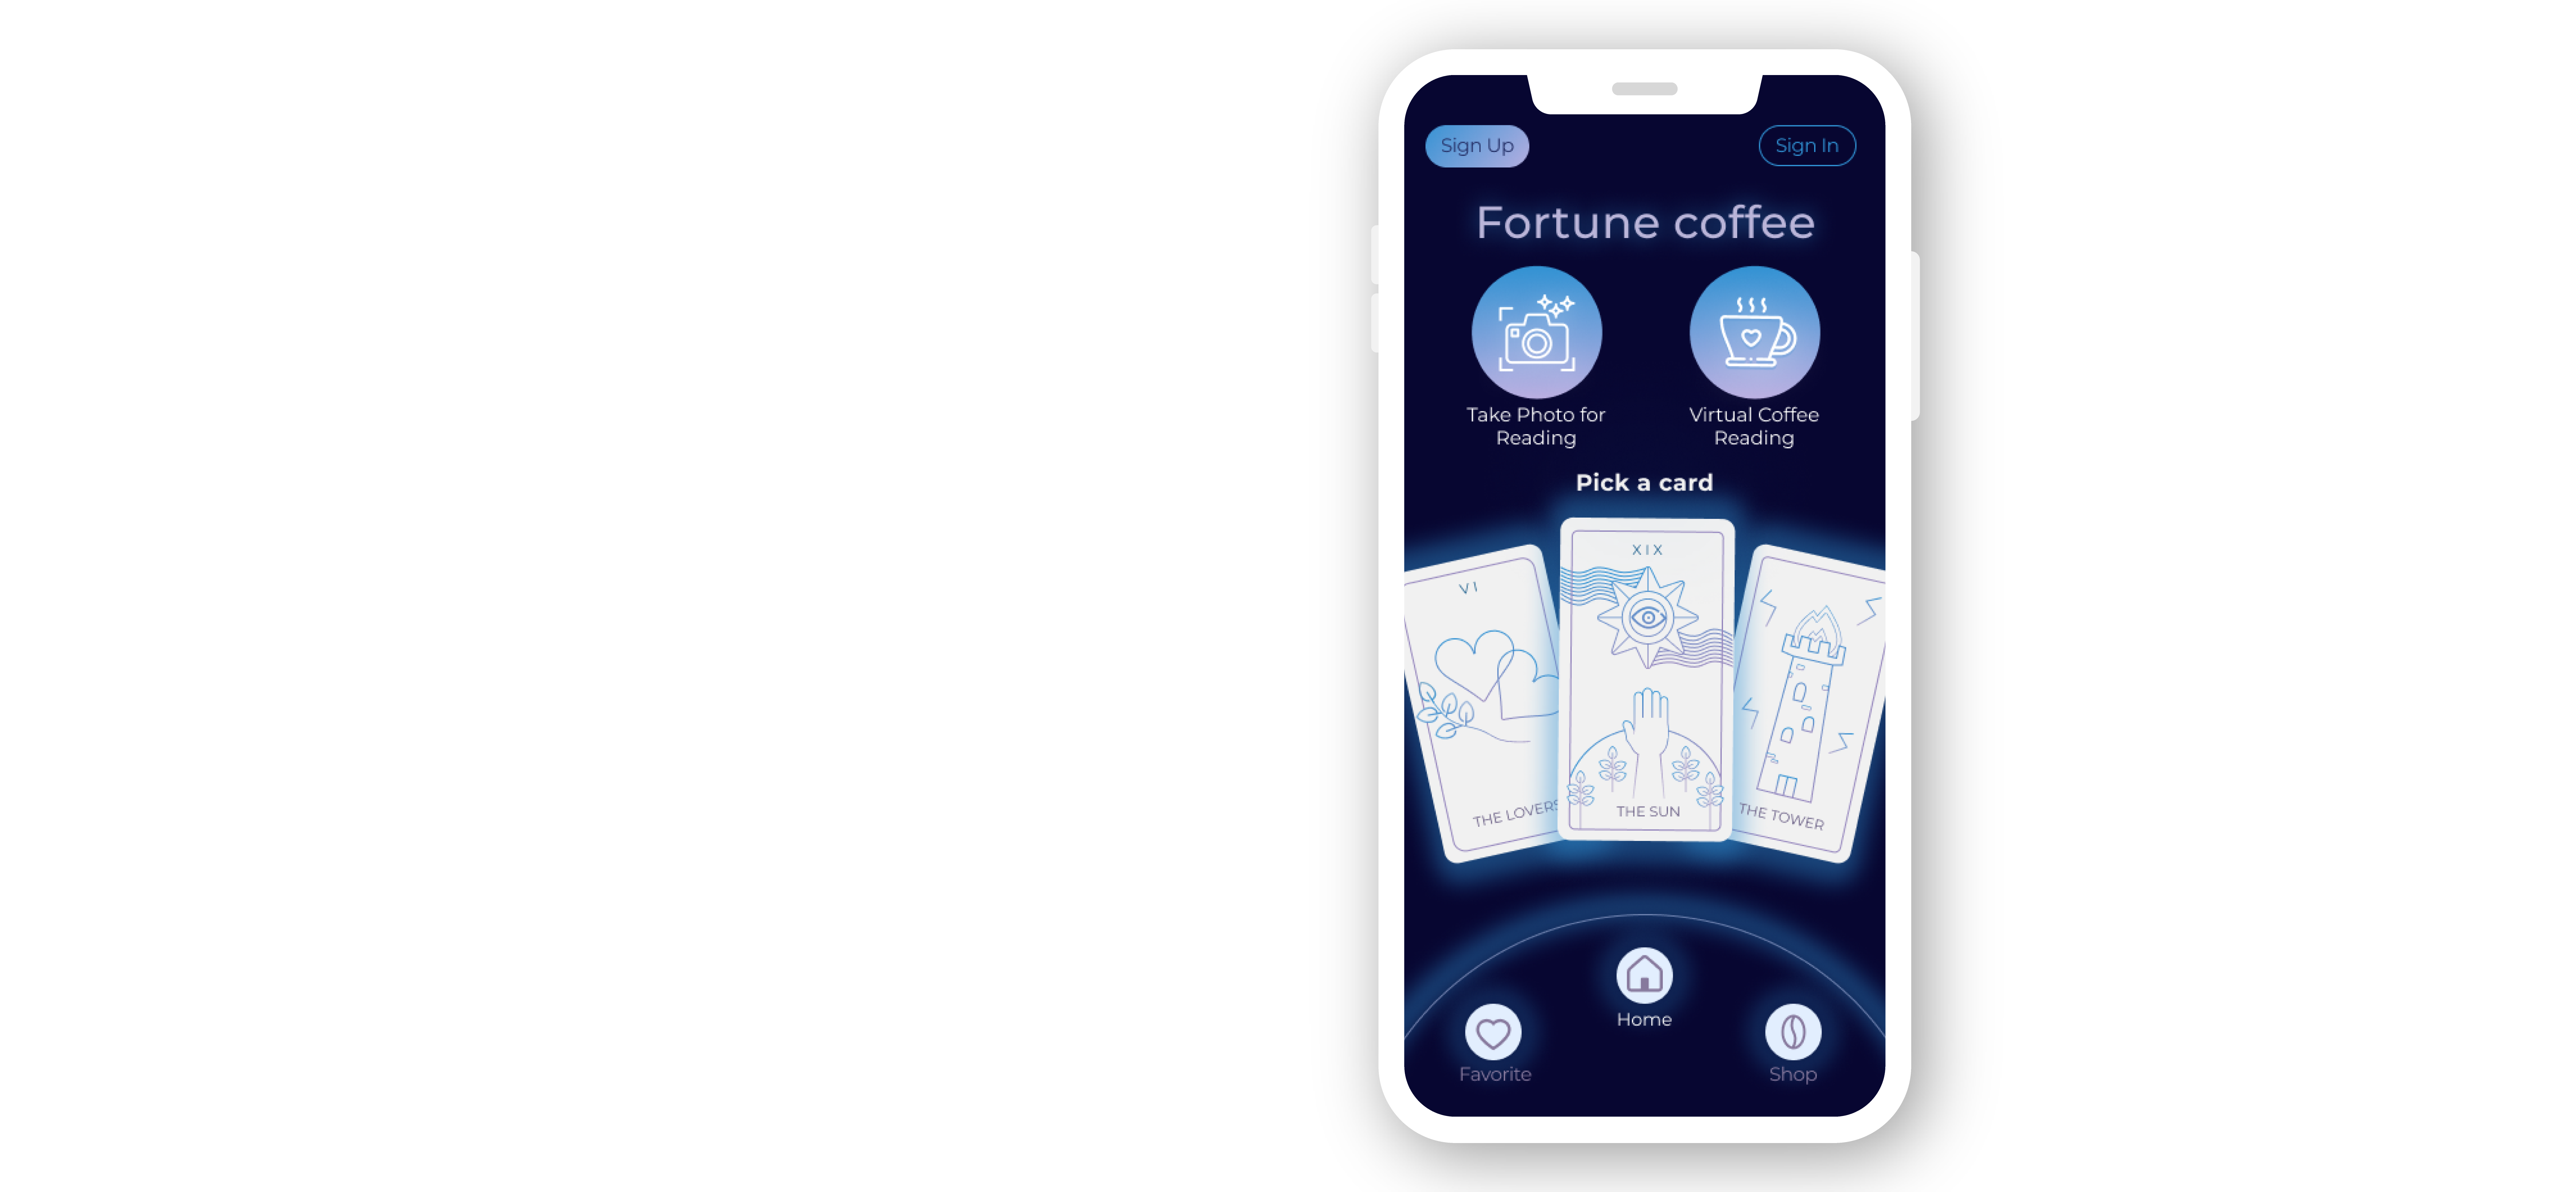 Sign Up
Sign In
Fortune coffee
Take Photo for
Reading
Virtual Coffee
Reading
Pick a card
VI
THE LOVERS
XIX
THE SUN
THE TOWER
Home
Favorite
Shop